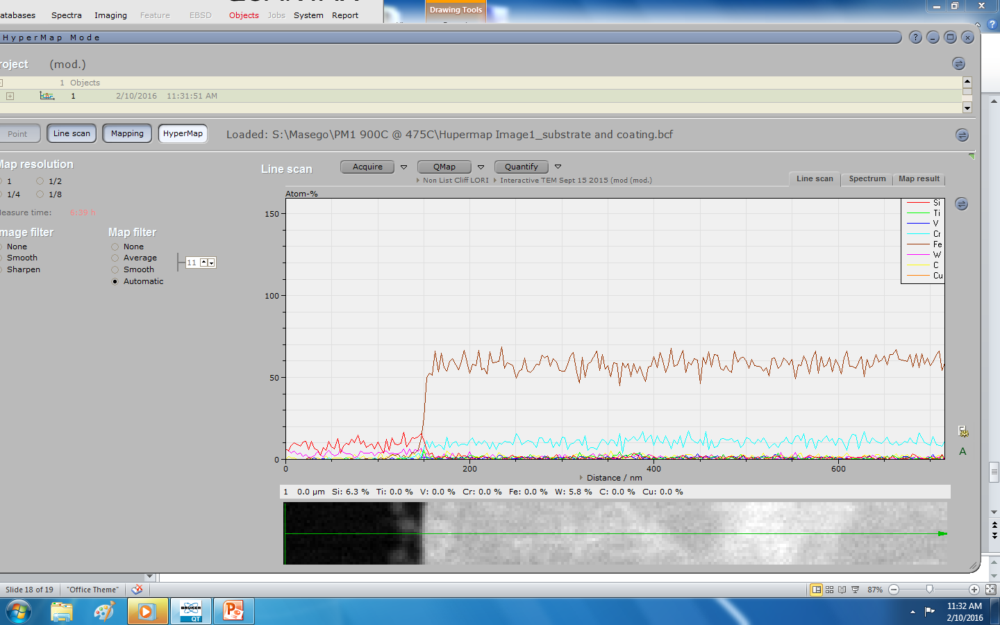 Drawing Tools
atabases Spectra Imaging Feature EBSD Objects Jobs System Report
HyperMap Mode
roject (mod.)
1 Objects
1 2/10/2016 11:31:51 AM
Point Line scan Mapping HyperMap Loaded: S:\Masego\PM1 900C @ 475C\Hupermap Image1_substrate and coating.bcf
Map resolution
1 1/2
1/4 1/8
leasure time: 6:39 h
mage filter Map filter
None None
Smooth Average 11
Sharpen Smooth
Automatic
Line scan Acquire QMap Quantify
Non List Cliff LORI Interactive TEM Sept 15 2015 (mod (mod.)
Line scan Spectrum Map result
Atom-%
150
100
50
0
Si
Ti
V
Cr
Fe
W
C
Cu
0 200 400 600
Distance / nm
A
1 0.0 µm Si: 6.3 % Ti: 0.0 % V: 0.0 % Cr: 0.0 % Fe: 0.0 % W: 5.8 % C: 0.0 % Cu: 0.0 %
Slide 18 of 19 "Office Theme" 87%
BRUKER
QT
11:32 AM
2/10/2016